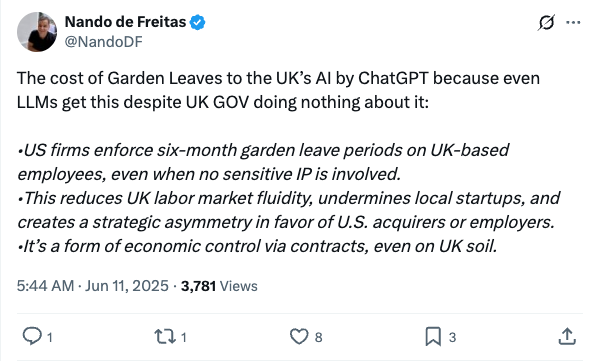 Nando de Freitas
@NandoDF
The cost of Garden Leaves to the UK’s AI by ChatGPT because even
LLMs get this despite UK GOV doing nothing about it:
•US firms enforce six-month garden leave periods on UK-based
employees, even when no sensitive IP is involved.
•This reduces UK labor market fluidity, undermines local startups, and
creates a strategic asymmetry in favor of U.S. acquirers or employers.
•It’s a form of economic control via contracts, even on UK soil.
5:44 AM · Jun 11, 2025 · 3,781 Views
1 1 8 3